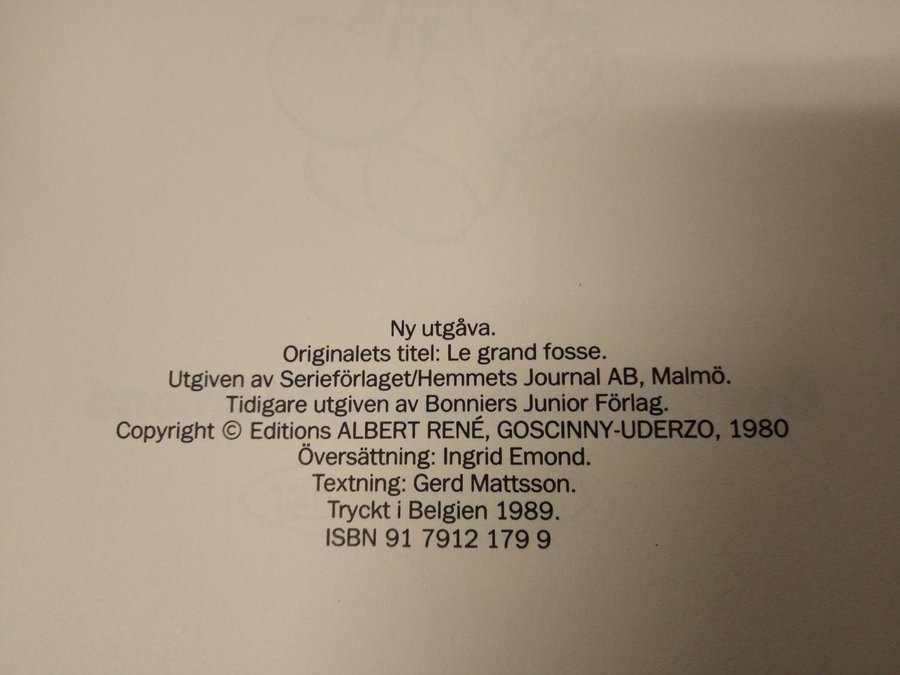 Ny utgåva.
Originalets titel: Le grand fosse.
Utgiven av Serieförlaget/Hemmets Journal AB, Malmö.
Tidigare utgiven av Bonniers Junior Förlag.
Copyright © Editions ALBERT RENÉ, GOSCINNY-UDERZO, 1980
Översättning: Ingrid Emond.
Textning: Gerd Mattsson.
Tryckt i Belgien 1989.
ISBN 91 7912 179 9